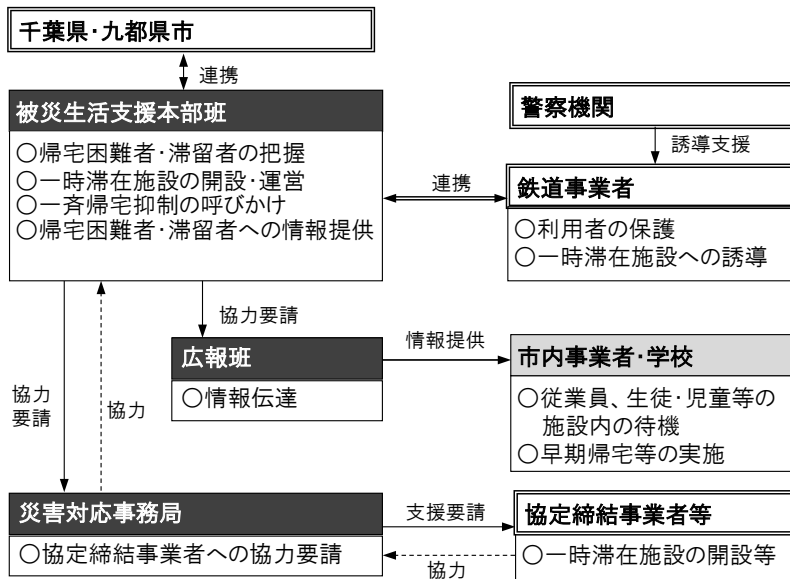 千葉県・九都県市
連携
被災生活支援本部班
○帰宅困難者・滞留者の把握
○一時滞在施設の開設・運営
○一斉帰宅抑制の呼びかけ
○帰宅困難者・滞留者への情報提供
警察機関
誘導支援
連携
鉄道事業者
○利用者の保護
○一時滞在施設への誘導
協力要請
広報班
○情報伝達
情報提供
市内事業者・学校
○従業員、生徒・児童等の
施設内の待機
○早期帰宅等の実施
協力
要請
協力
災害対応事務局
○協定締結事業者への協力要請
支援要請
協力
協定締結事業者等
○一時滞在施設の開設等